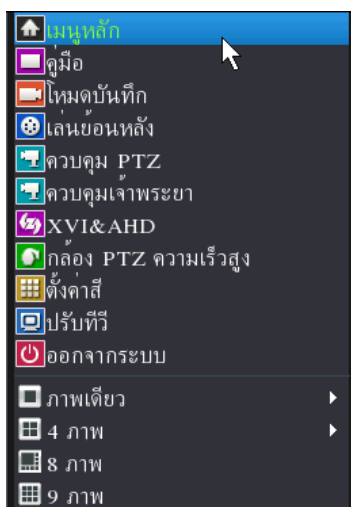 เมนูหลัก
คู่มือ
โหมดบันทึก
เล่นย้อนหลัง
ควบคุม PTZ
ควบคุมเจ้าพระยา
XVI&AHD
กล้อง PTZ ความเร็วสูง
ตั้งค่าสี
ปรับทีวี
ออกจากระบบ
ภาพเดียว
4 ภาพ
8 ภาพ
9 ภาพ